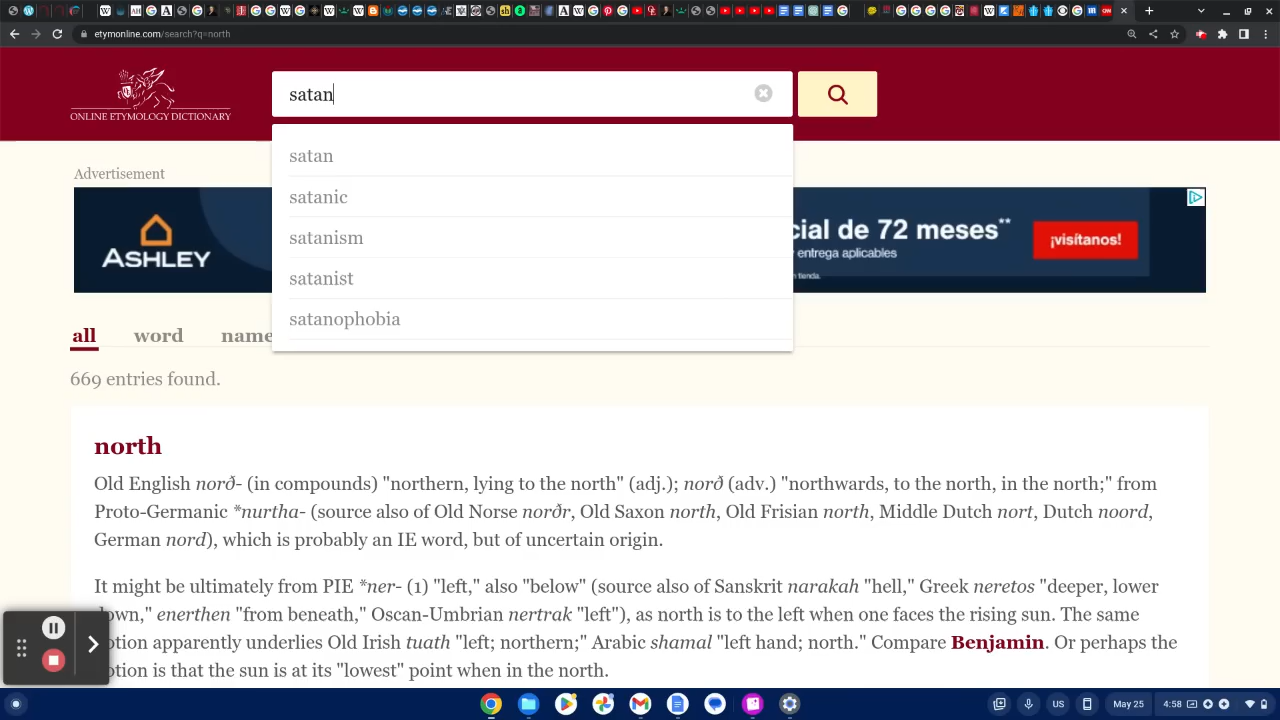 etymonline.com/search?q=north
satan
ONLINE ETYMOLOGY DICTIONARY
satan
satanic
satanism
satanist
satanophobia
Advertisement
ASHLEY
cial de 72 meses**
entrega aplicables
tienda.
¡visítanos!
all word name
669 entries found.
north
Old English norð- (in compounds) "northern, lying to the north" (adj.); norð (adv.) "northwards, to the north, in the north;" from
Proto-Germanic *nurtha- (source also of Old Norse norðr, Old Saxon north, Old Frisian north, Middle Dutch nort, Dutch noord,
German nord), which is probably an IE word, but of uncertain origin.
It might be ultimately from PIE *ner- (1) "left," also "below" (source also of Sanskrit narakah "hell," Greek neretos "deeper, lower
down," enerthen "from beneath," Oscan-Umbrian nertrak "left"), as north is to the left when one faces the rising sun. The same
notion apparently underlies Old Irish tuath "left; northern;" Arabic shamal "left hand; north." Compare Benjamin. Or perhaps the
notion is that the sun is at its "lowest" point when in the north.
US May 25 4:58